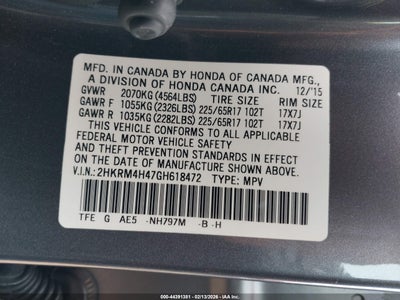 MFD. IN CANADA BY HONDA OF CANADA MFG.,
A DIVISION OF HONDA CANADA INC. 12/'15
GVWR 2070KG (4564LBS) TIRE SIZE RIM SIZE
GAWR F 1055KG (2326LBS) 225/65R17 102T 17X7J
GAWR R 1035KG (2282LBS) 225/65R17 102T 17X7J
THIS VEHICLE CONFORMS TO ALL APPLICABLE
FEDERAL MOTOR VEHICLE SAFETY
AND THEFT PREVENTION STANDARDS IN EFFECT
ON THE DATE OF MANUFACTURE SHOWN ABOVE.
V.I.N.: 2HKRM4H47GH618472 TYPE: MPV
TFE G AE5 -NH797M -B -H
000-44391381 - 02/13/2026 - IAA Inc.